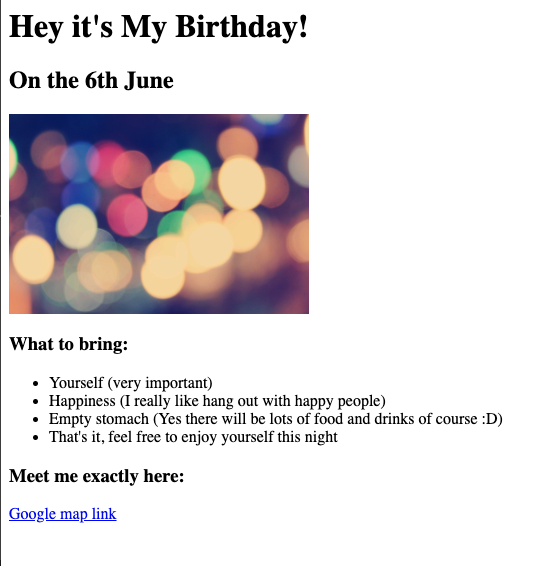 Hey it's My Birthday!
On the 6th June
What to bring:
Yourself (very important)
Happiness (I really like hang out with happy people)
Empty stomach (Yes there will be lots of food and drinks of course :D)
That's it, feel free to enjoy yourself this night
Meet me exactly here:
Google map link